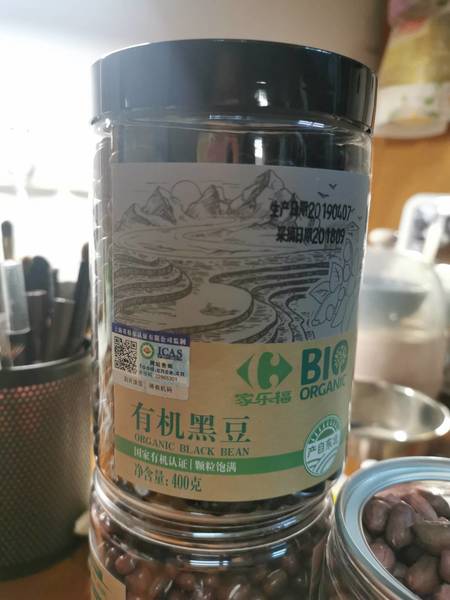 生产日期20190407
采摘日期201809
ICAS
BIO
ORGANIC
家乐福
有机黑豆
ORGANIC BLACK BEAN
国家有机认证|颗粒饱满
净含量:400克